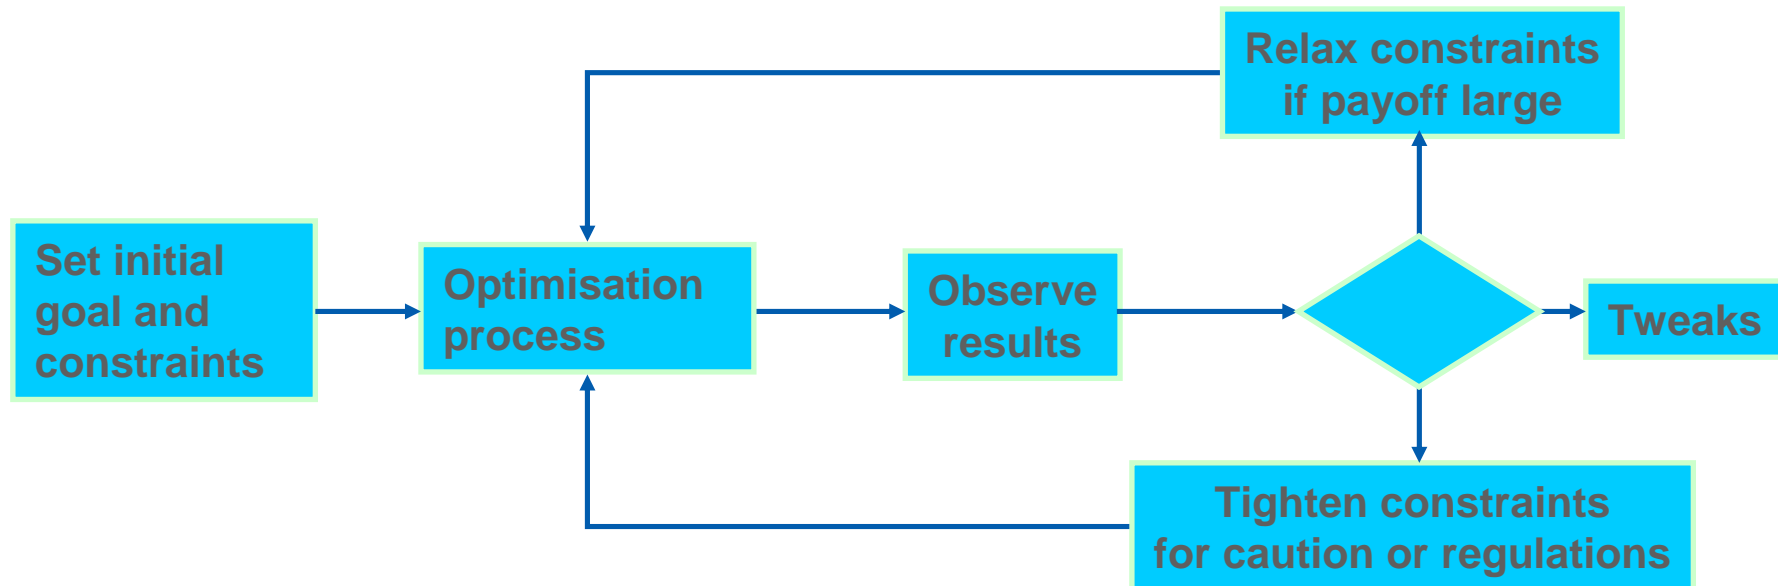 Relax constraints
if payoff large
Set initial
goal and
constraints
Optimisation
process
Observe
results
Tweaks
Tighten constraints
for caution or regulations